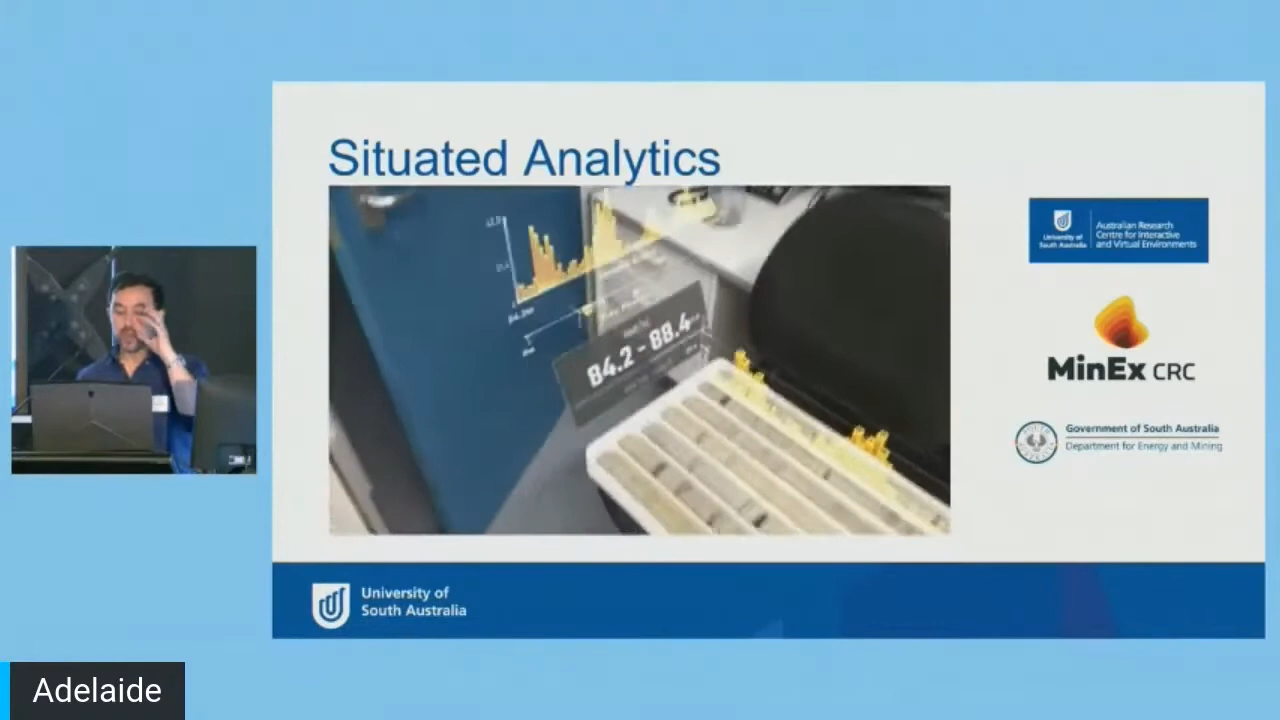 Situated Analytics
84.2 - 88.4
University of
South Australia
Australian Research
Centre for Interactive
and Virtual Environments
MinEx CRC
Government of South Australia
Department for Energy and Mining
University of
South Australia
Adelaide